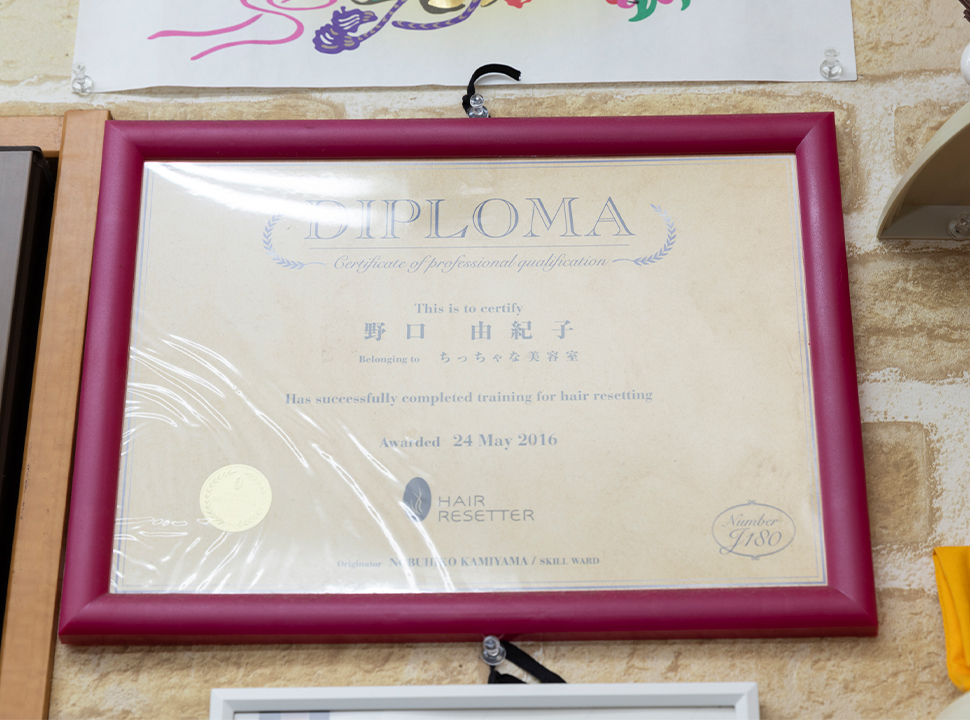 DIPLOMA
Certificate of professional qualification
This is to certify
野口 由紀子
Belonging to ちっちゃな美容室
Has successfully completed training for hair resetting
Awarded 24 May 2016
HAIR
RESETTER
Number
J180
Originator NOBUHIKO KAMIYAMA / SKILL WARD